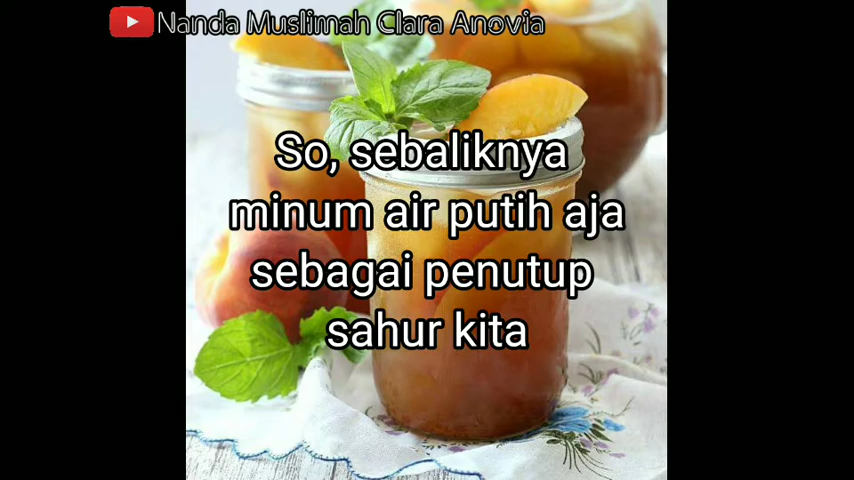 Nanda Muslimah Clara Anovia
So, sebaliknya
minum air putih aja
sebagai penutup
sahur kita